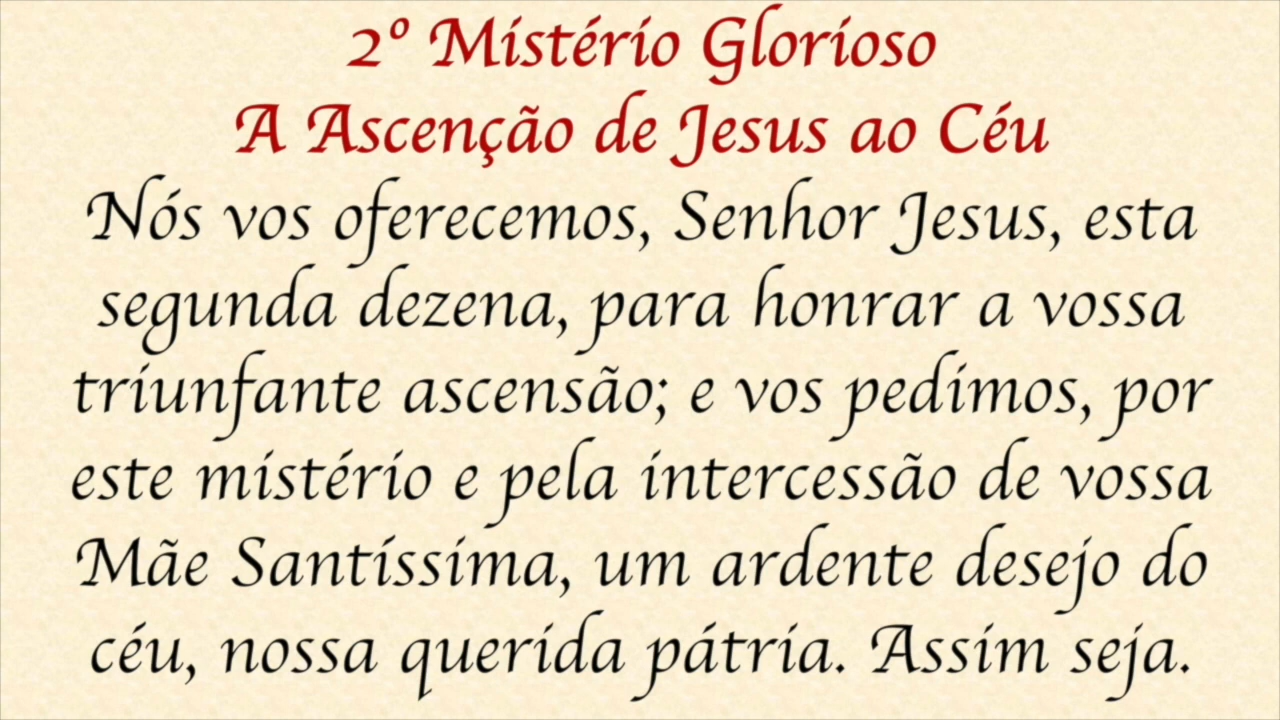 2º Mistério Glorioso
A Ascenção de Jesus ao Céu
Nós vos oferecemos, Senhor Jesus, esta
segunda dezena, para honrar a vossa
triunfante ascensão; e vos pedimos, por
este mistério e pela intercessão de vossa
Mãe Santíssima, um ardente desejo do
céu, nossa querida pátria. Assim seja.